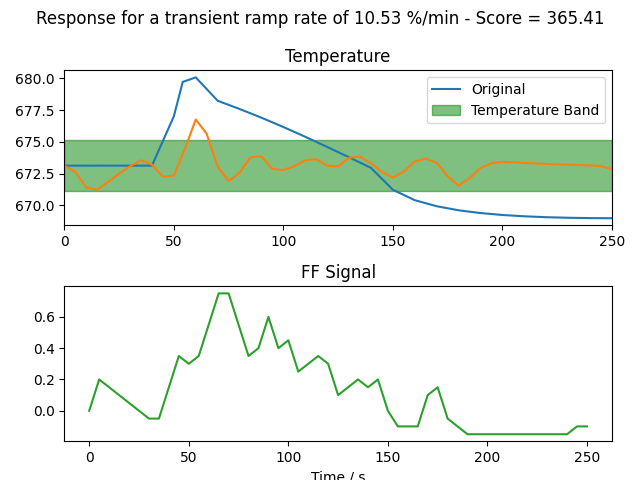 Response for a transient ramp rate of 10.53 %/min - Score = 365.41
Temperature
680.0
677.5
675.0
672.5
670.0
Original
Temperature Band
0 50 100 150 200 250
FF Signal
0.6
0.4
0.2
0.0
0 50 100 150 200 250
Time / s